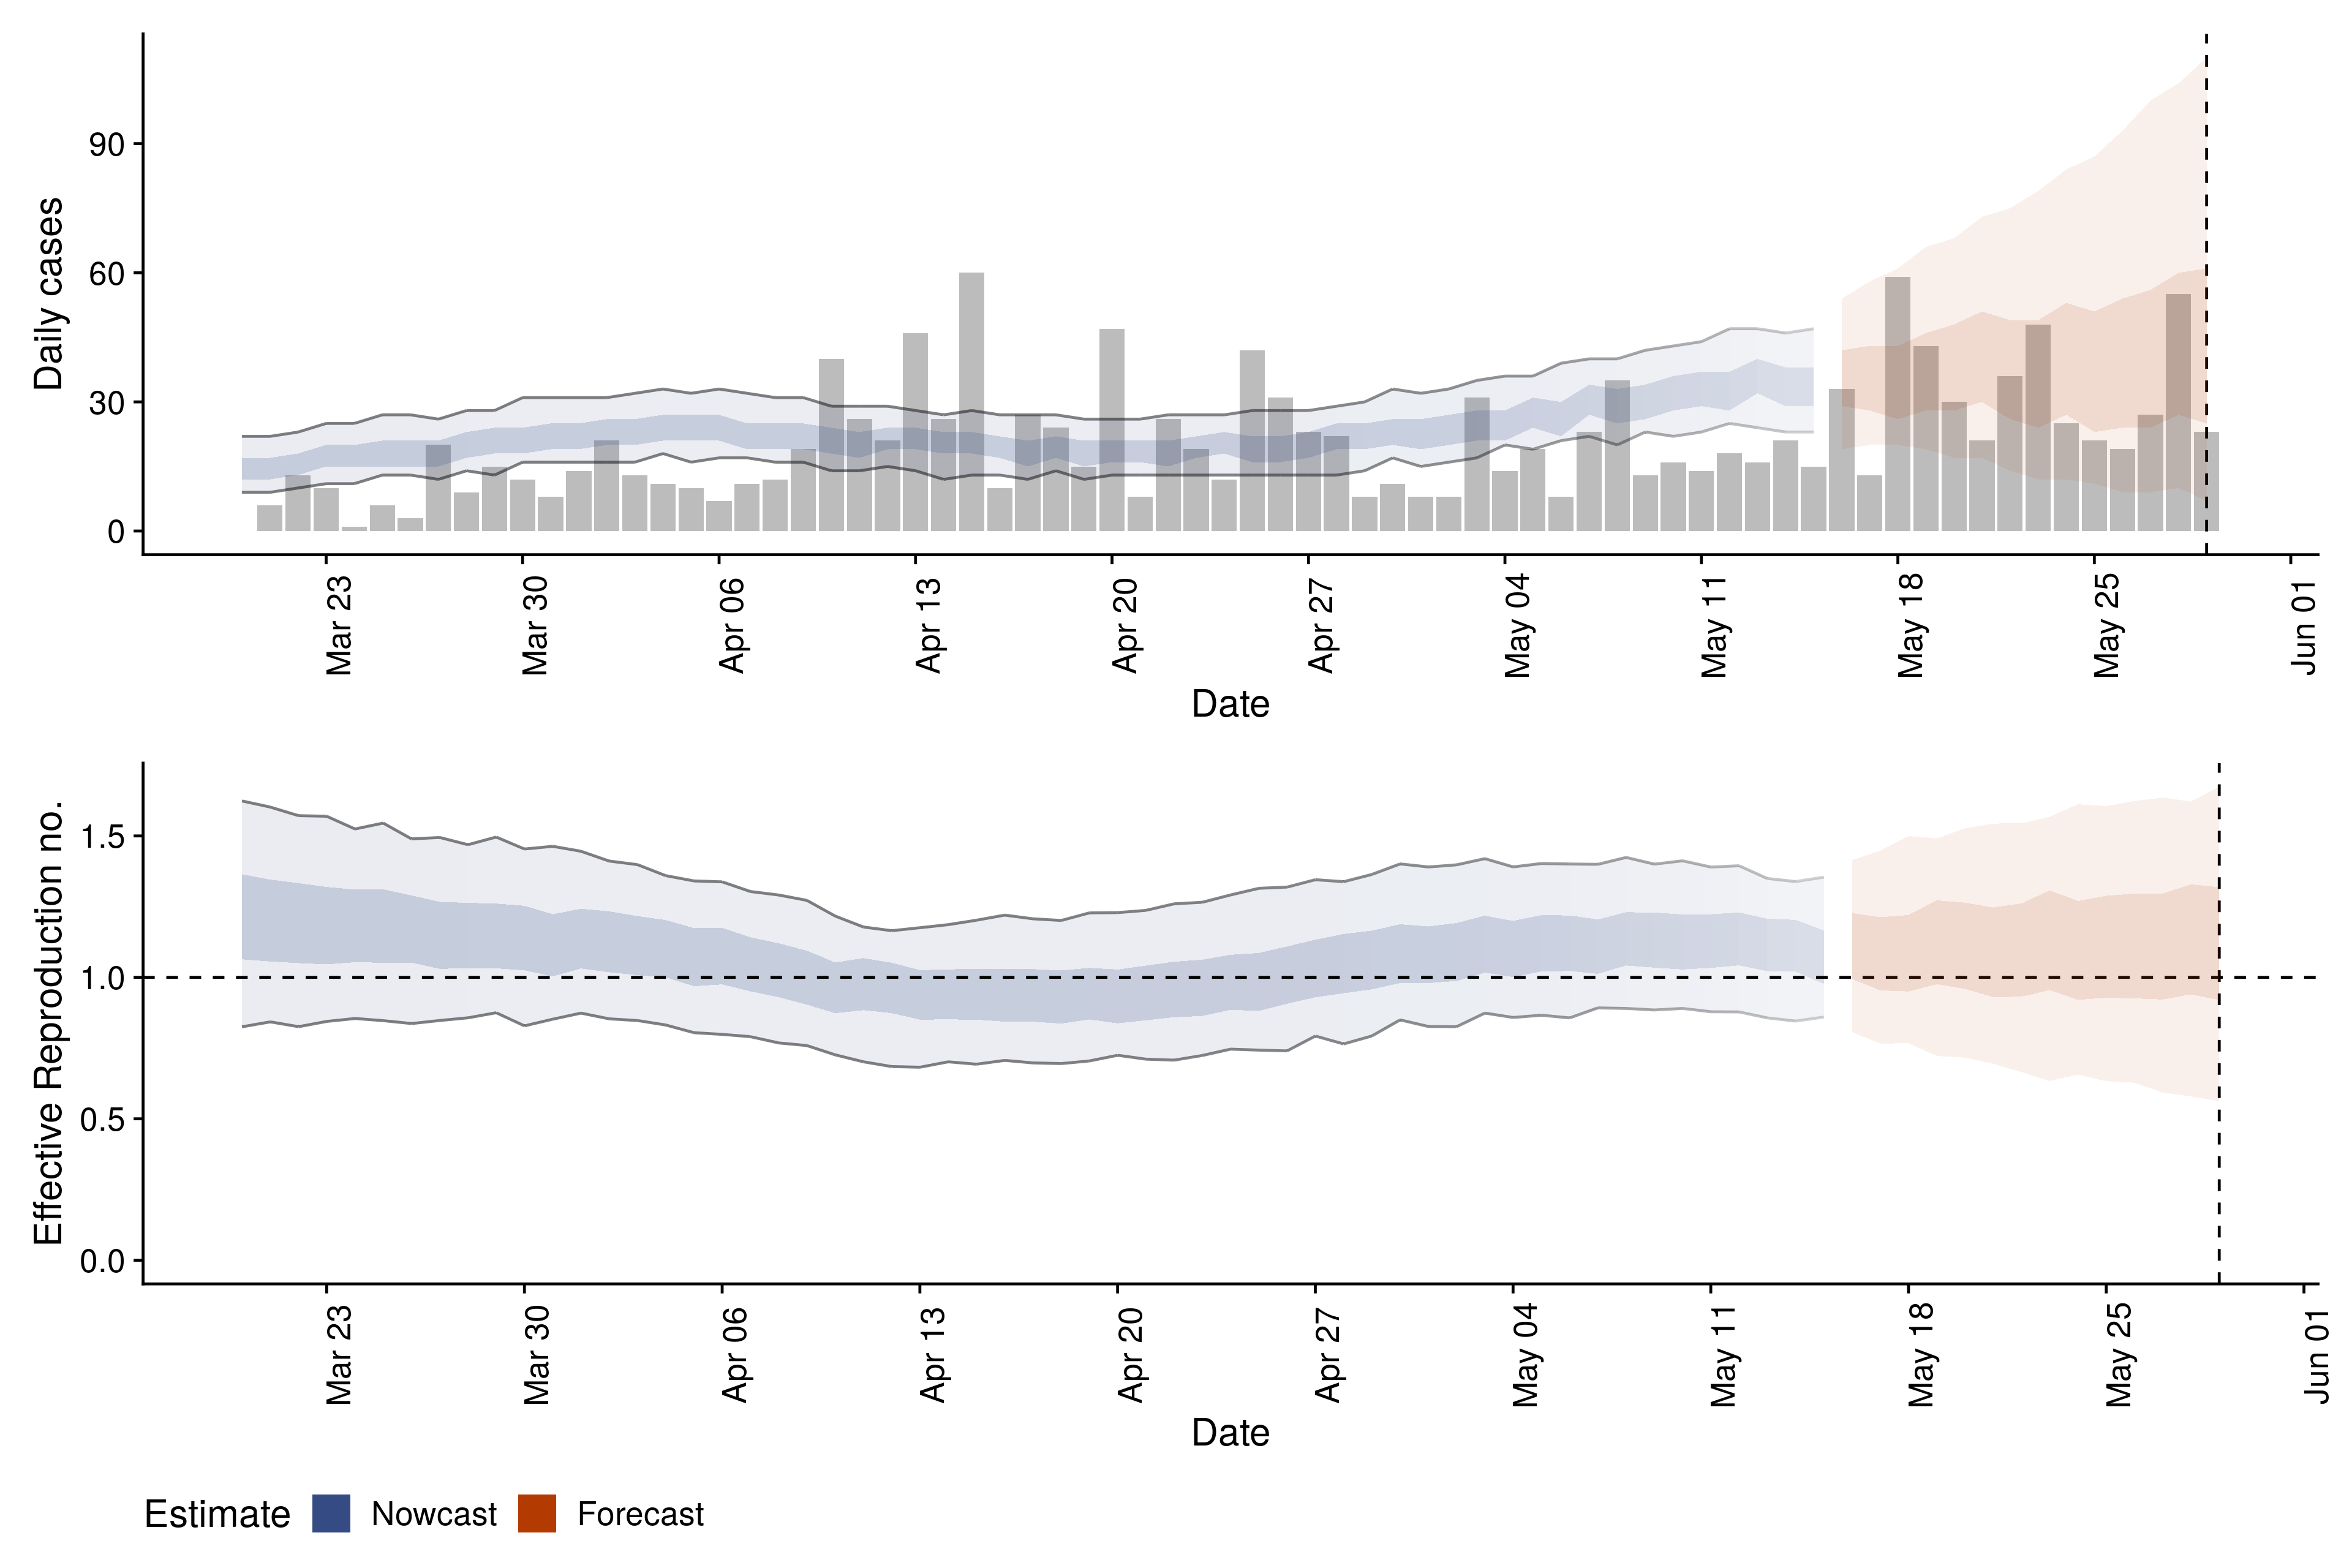 Daily cases
90
60
30
0
Mar 23
Mar 30
Apr 06
Apr 13
Apr 20
Apr 27
May 04
May 11
May 18
May 25
Jun 01
Date
Effective Reproduction no.
1.5
1.0
0.5
0.0
Mar 23
Mar 30
Apr 06
Apr 13
Apr 20
Apr 27
May 04
May 11
May 18
May 25
Jun 01
Date
Estimate Nowcast Forecast